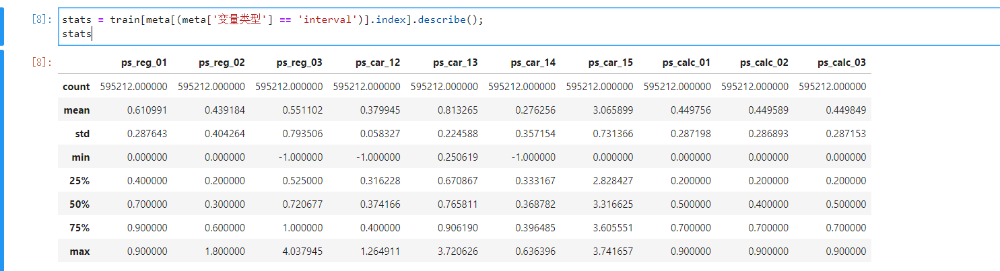 [8]: stats = train[meta[(meta['变量类型'] == 'interval')].index].describe();
stats
[8]:
ps_reg_01 ps_reg_02 ps_reg_03 ps_car_12 ps_car_13 ps_car_14 ps_car_15 ps_calc_01 ps_calc_02 ps_calc_03
count 595212.000000 595212.000000 595212.000000 595212.000000 595212.000000 595212.000000 595212.000000 595212.000000 595212.000000 595212.000000
mean 0.610991 0.439184 0.551102 0.379945 0.813265 0.276256 3.065899 0.449756 0.449589 0.449849
std 0.287643 0.404264 0.793506 0.058327 0.224588 0.357154 0.731366 0.287198 0.286893 0.287153
min 0.000000 0.000000 -1.000000 -1.000000 0.250619 -1.000000 0.000000 0.000000 0.000000 0.000000
25% 0.400000 0.200000 0.525000 0.316228 0.670867 0.333167 2.828427 0.200000 0.200000 0.200000
50% 0.700000 0.300000 0.720677 0.374166 0.765811 0.368782 3.316625 0.500000 0.400000 0.500000
75% 0.900000 0.600000 1.000000 0.400000 0.906190 0.396485 3.605551 0.700000 0.700000 0.700000
max 0.900000 1.800000 4.037945 1.264911 3.720626 0.636396 3.741657 0.900000 0.900000 0.900000